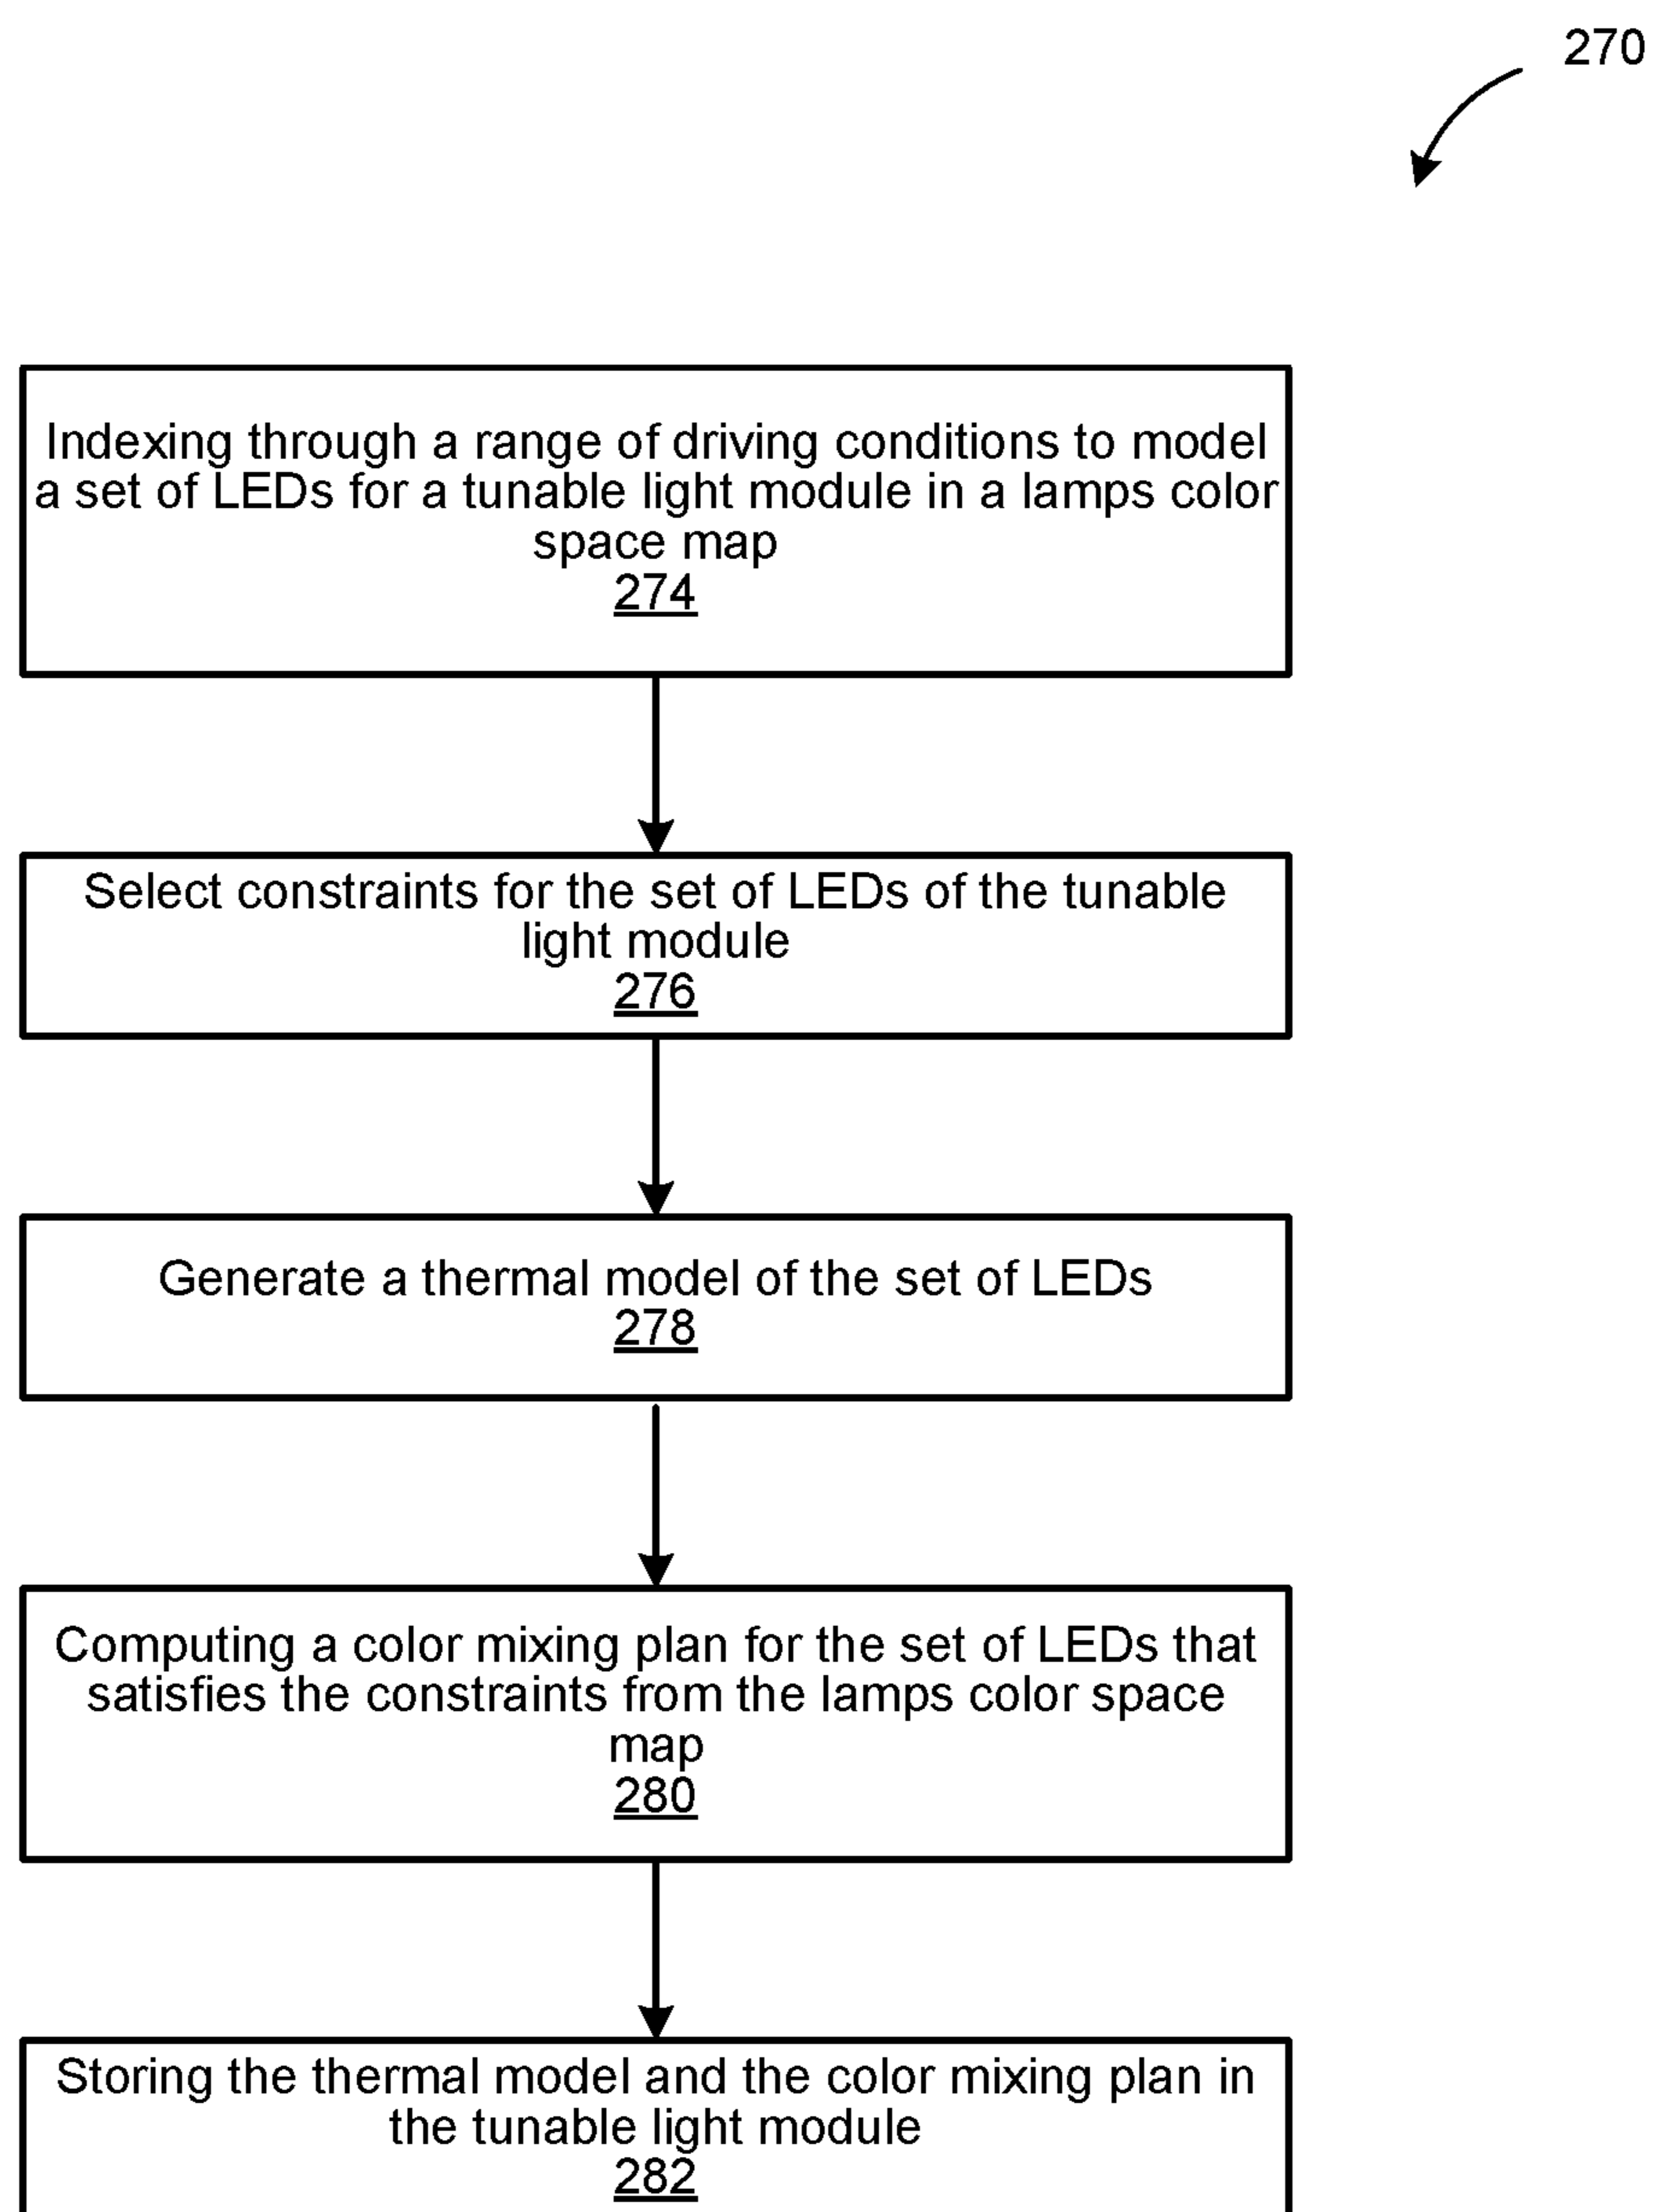 270
Indexing through a range of driving conditions to model
a set of LEDs for a tunable light module in a lamps color
space map
274
Select constraints for the set of LEDs of the tunable
light module
276
Generate a thermal model of the set of LEDs
278
Computing a color mixing plan for the set of LEDs that
satisfies the constraints from the lamps color space
map
280
Storing the thermal model and the color mixing plan in
the tunable light module
282